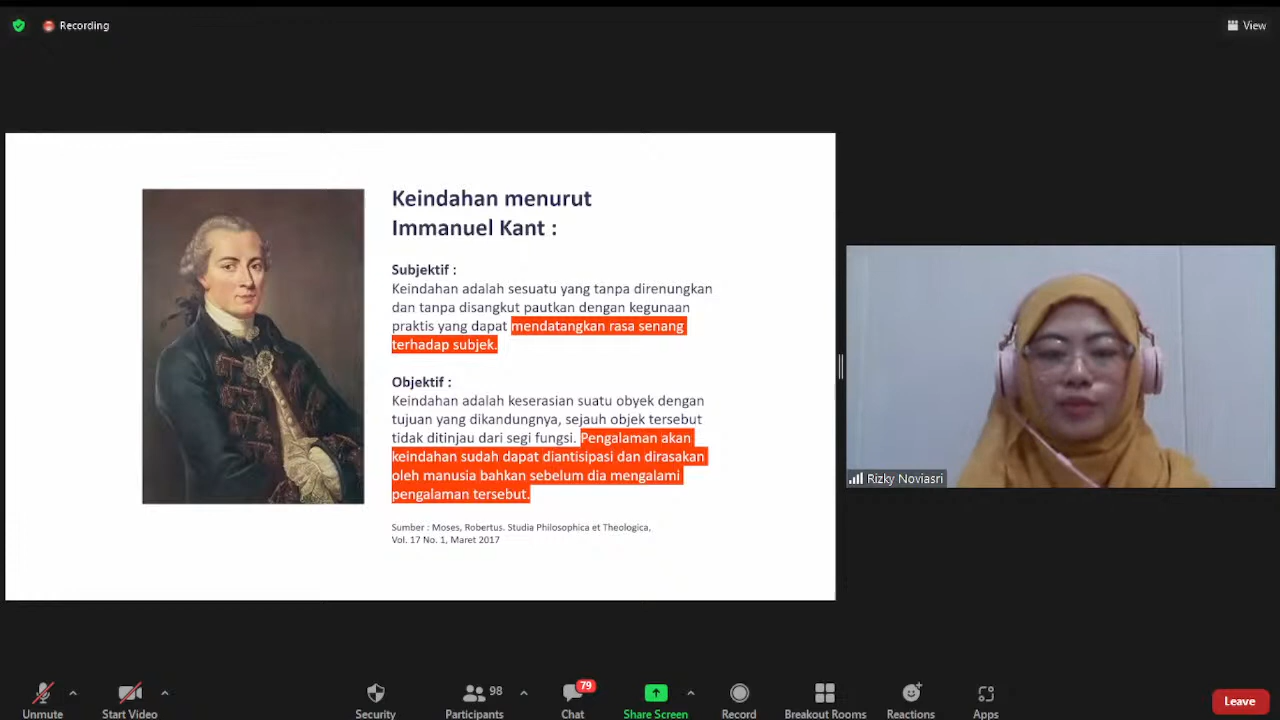 Recording
View
Keindahan menurut
Immanuel Kant :
Subjektif :
Keindahan adalah sesuatu yang tanpa direnungkan
dan tanpa disangkut pautkan dengan kegunaan
praktis yang dapat mendatangkan rasa senang
terhadap subjek.
Objektif :
Keindahan adalah keserasian suatu obyek dengan
tujuan yang dikandungnya, sejauh objek tersebut
tidak ditinjau dari segi fungsi. Pengalaman akan
keindahan sudah dapat diantisipasi dan dirasakan
oleh manusia bahkan sebelum dia mengalami
pengalaman tersebut.
Sumber : Moses, Robertus. Studia Philosophica et Theologica,
Vol. 17 No. 1, Maret 2017
Rizky Noviasri
98
79
Unmute
Start Video
Security
Participants
Chat
Share Screen
Record
Breakout Rooms
Reactions
Apps
Leave